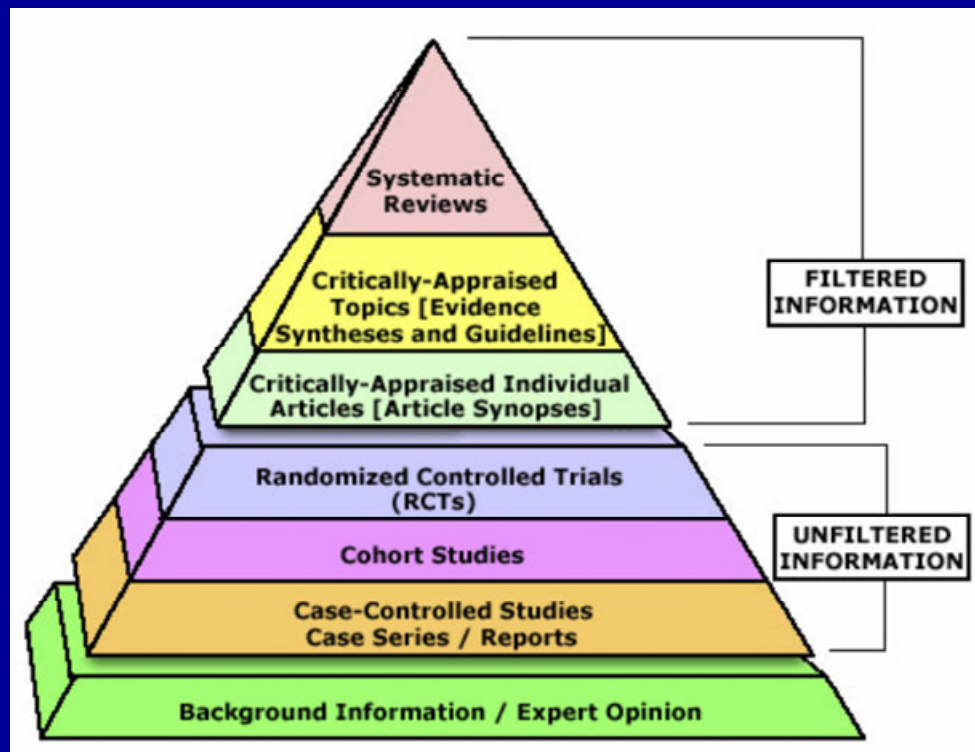 Systematic
Reviews
Critically-Appraised
Topics [Evidence
Syntheses and Guidelines]
Critically-Appraised Individual
Articles [Article Synopses]
FILTERED
INFORMATION
Randomized Controlled Trials
(RCTs)
Cohort Studies
Case-Controlled Studies
Case Series / Reports
UNFILTERED
INFORMATION
Background Information / Expert Opinion